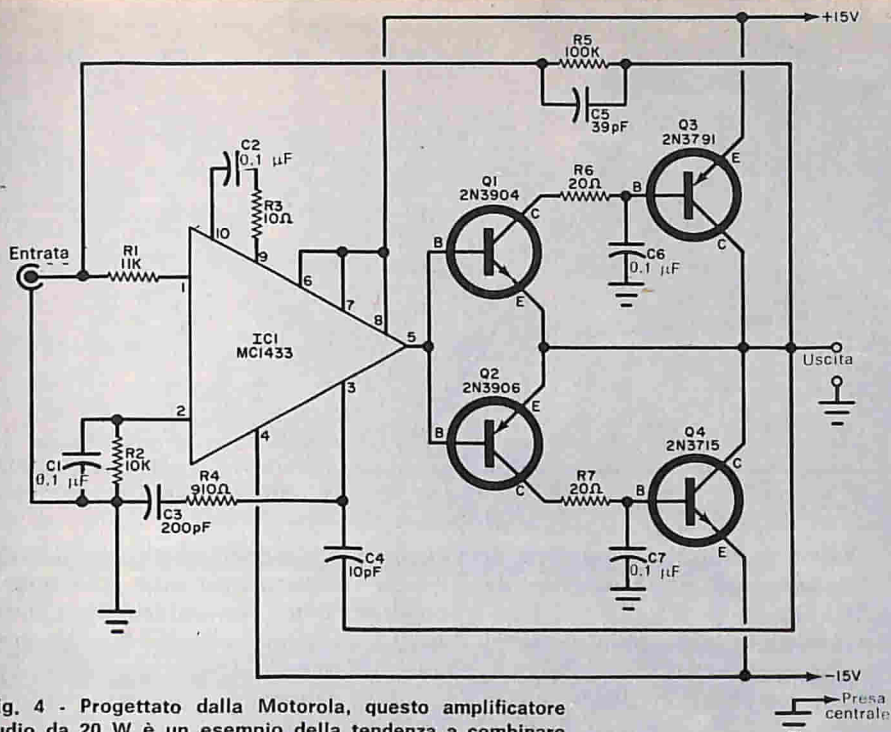 +15V
R5
100K
C5
39pF
Q3
2N3791
E
B
C
C2
0.1 µF
R3
10Ω
10
9
Q1
2N3904
C
B
E
R6
20Ω
C6
0.1 µF
Entrata
R1
11K
1
6
7
8
5
IC1
MC1433
Uscita
Q2
2N3906
E
B
C
2
3
4
C1
0.1 µF
R2
10K
R4
910Ω
C3
200pF
R7
20Ω
Q4
2N3715
C
B
E
C7
0.1 µF
C4
10pF
-15V
Presa
centrale
ig. 4 - Progettato dalla Motorola, questo amplificatore
udio da 20 W è un esempio della tendenza a combinare